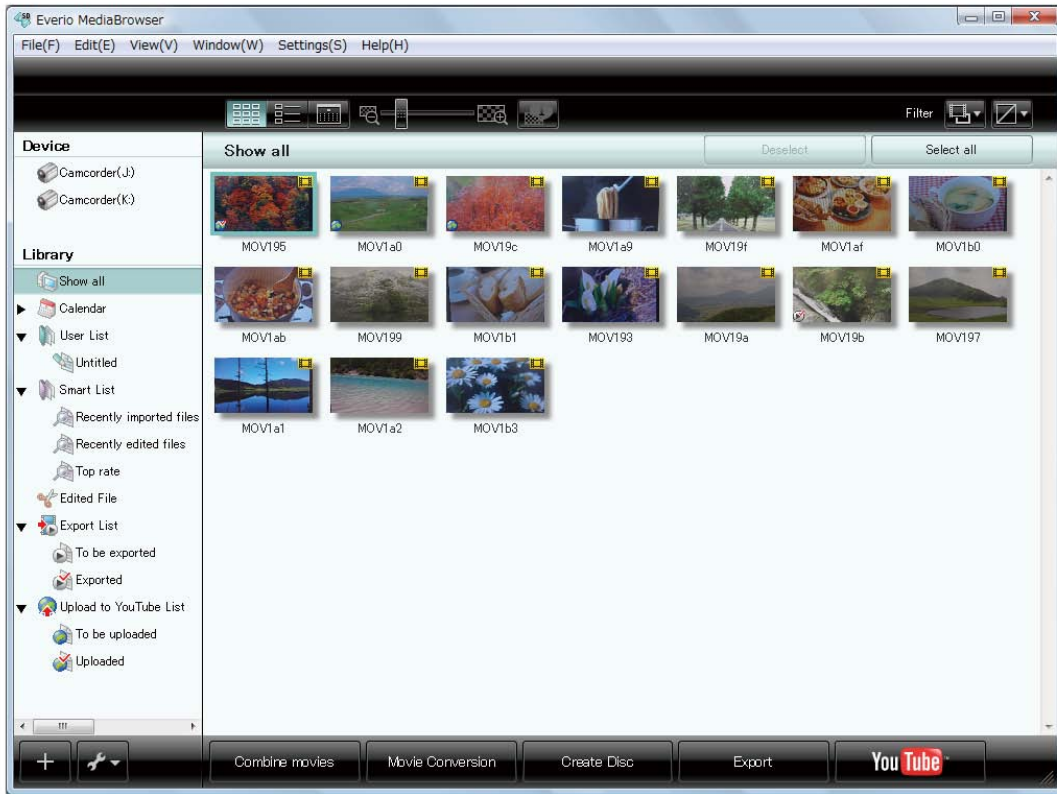 Everio MediaBrowser
File(F) Edit(E) View(V) Window(W) Settings(S) Help(H)
Filter
Device
Camcorder(J:)
Camcorder(K:)
Library
Show all
Calendar
User List
Untitled
Smart List
Recently imported files
Recently edited files
Top rate
Edited File
Export List
To be exported
Exported
Upload to YouTube List
To be uploaded
Uploaded
Show all Deselect Select all
MOV195 MOV1a0 MOV19c MOV1a9 MOV19f MOV1af MOV1b0
MOV1ab MOV199 MOV1b1 MOV193 MOV19a MOV19b MOV197
MOV1a1 MOV1a2 MOV1b3
Combine movies Movie Conversion Create Disc Export YouTube